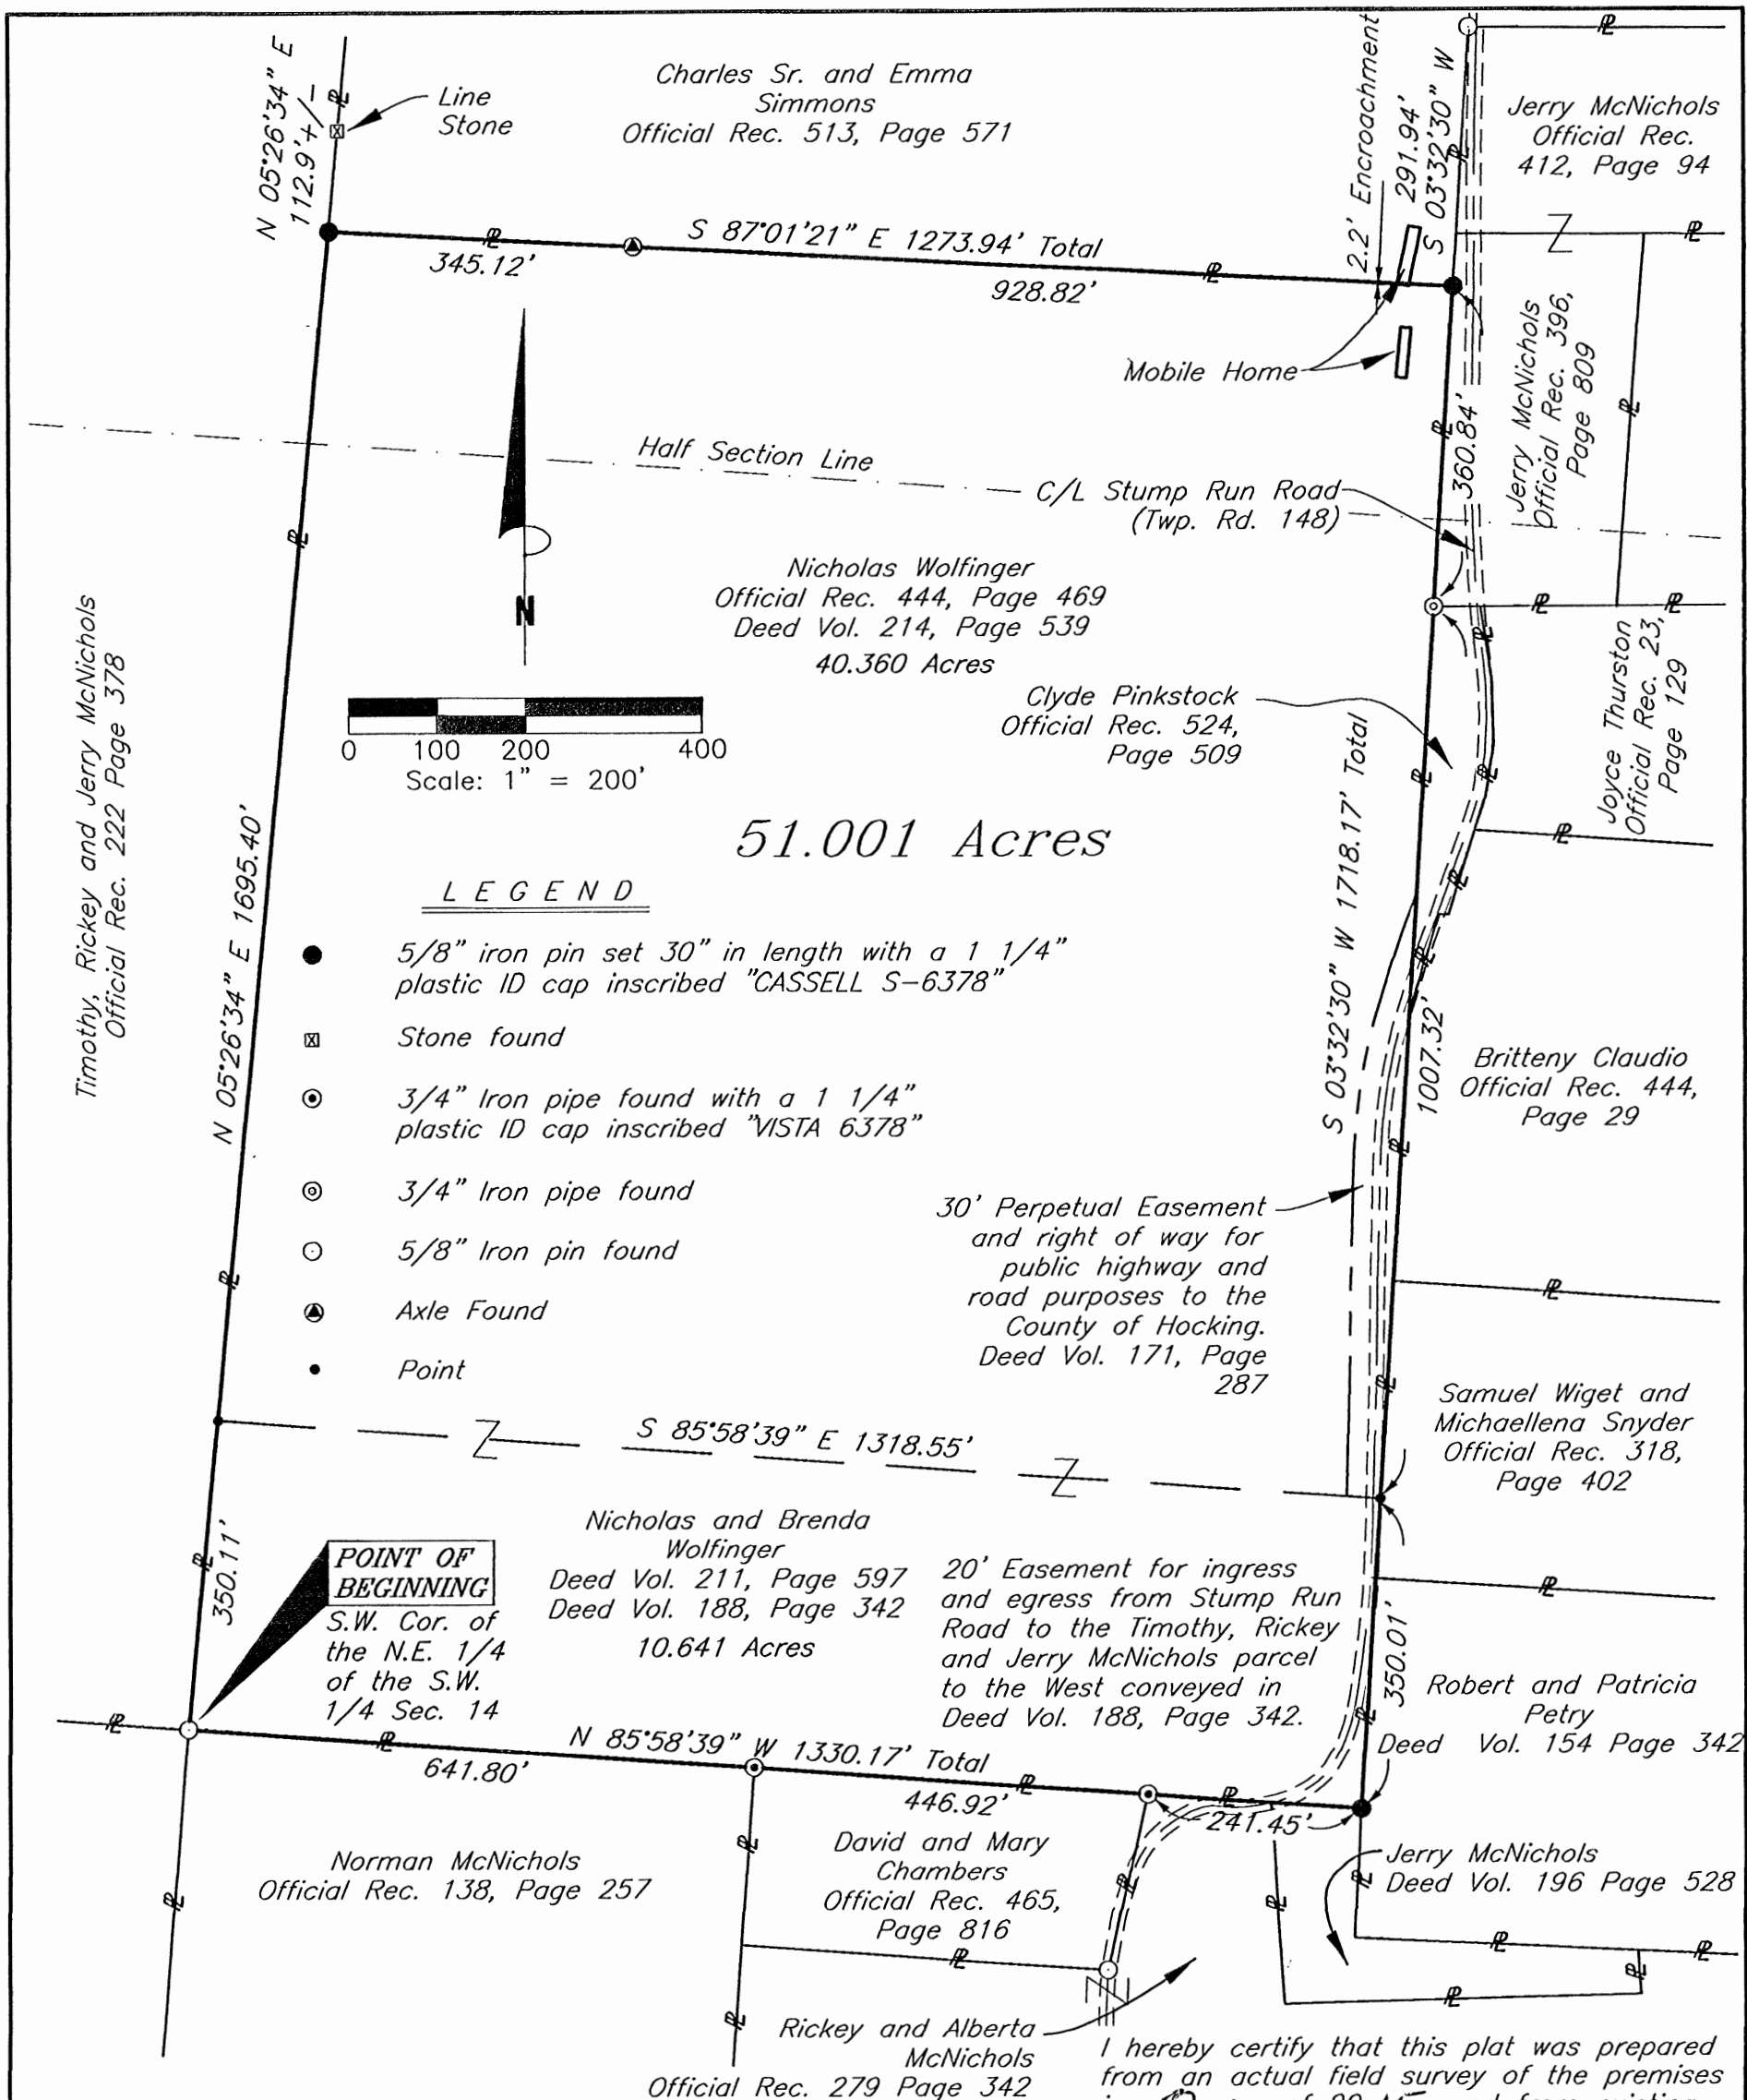 N 05°26'34" E
112.9'+/-
Line
Stone
Charles Sr. and Emma
Simmons
Official Rec. 513, Page 571
2.2' Encroachment
291.94'
S 03°32'30" W
Jerry McNichols
Official Rec.
412, Page 94
S 87°01'21" E 1273.94' Total
345.12'
928.82'
Mobile Home
Jerry McNichols
Official Rec. 396,
Page 809
360.84'
Half Section Line
C/L Stump Run Road
(Twp. Rd. 148)
N
Nicholas Wolfinger
Official Rec. 444, Page 469
Deed Vol. 214, Page 539
40.360 Acres
Timothy, Rickey and Jerry McNichols
Official Rec. 222 Page 378
0 100 200 400
Scale: 1" = 200'
Clyde Pinkstock
Official Rec. 524,
Page 509
Joyce Thurston
Official Rec. 23,
Page 129
51.001 Acres
N 05°26'34" E 1695.40'
S 03°32'30" W 1718.17' Total
LEGEND
5/8" iron pin set 30" in length with a 1 1/4"
plastic ID cap inscribed "CASSELL S-6378"
Stone found
3/4" Iron pipe found with a 1 1/4"
plastic ID cap inscribed "VISTA 6378"
3/4" Iron pipe found
5/8" Iron pin found
Axle Found
Point
1007.32'
Britteny Claudio
Official Rec. 444,
Page 29
30' Perpetual Easement
and right of way for
public highway and
road purposes to the
County of Hocking.
Deed Vol. 171, Page
287
Samuel Wiget and
Michaellena Snyder
Official Rec. 318,
Page 402
S 85°58'39" E 1318.55'
350.11'
POINT OF
BEGINNING
S.W. Cor. of
the N.E. 1/4
of the S.W.
1/4 Sec. 14
Nicholas and Brenda
Wolfinger
Deed Vol. 211, Page 597
Deed Vol. 188, Page 342
10.641 Acres
20' Easement for ingress
and egress from Stump Run
Road to the Timothy, Rickey
and Jerry McNichols parcel
to the West conveyed in
Deed Vol. 188, Page 342.
350.01'
Robert and Patricia
Petry
Deed Vol. 154 Page 342
N 85°58'39" W 1330.17' Total
641.80'
446.92'
241.45'
Norman McNichols
Official Rec. 138, Page 257
David and Mary
Chambers
Official Rec. 465,
Page 816
Jerry McNichols
Deed Vol. 196 Page 528
Rickey and Alberta
McNichols
Official Rec. 279 Page 342
I hereby certify that this plat was prepared
from an actual field survey of the premises